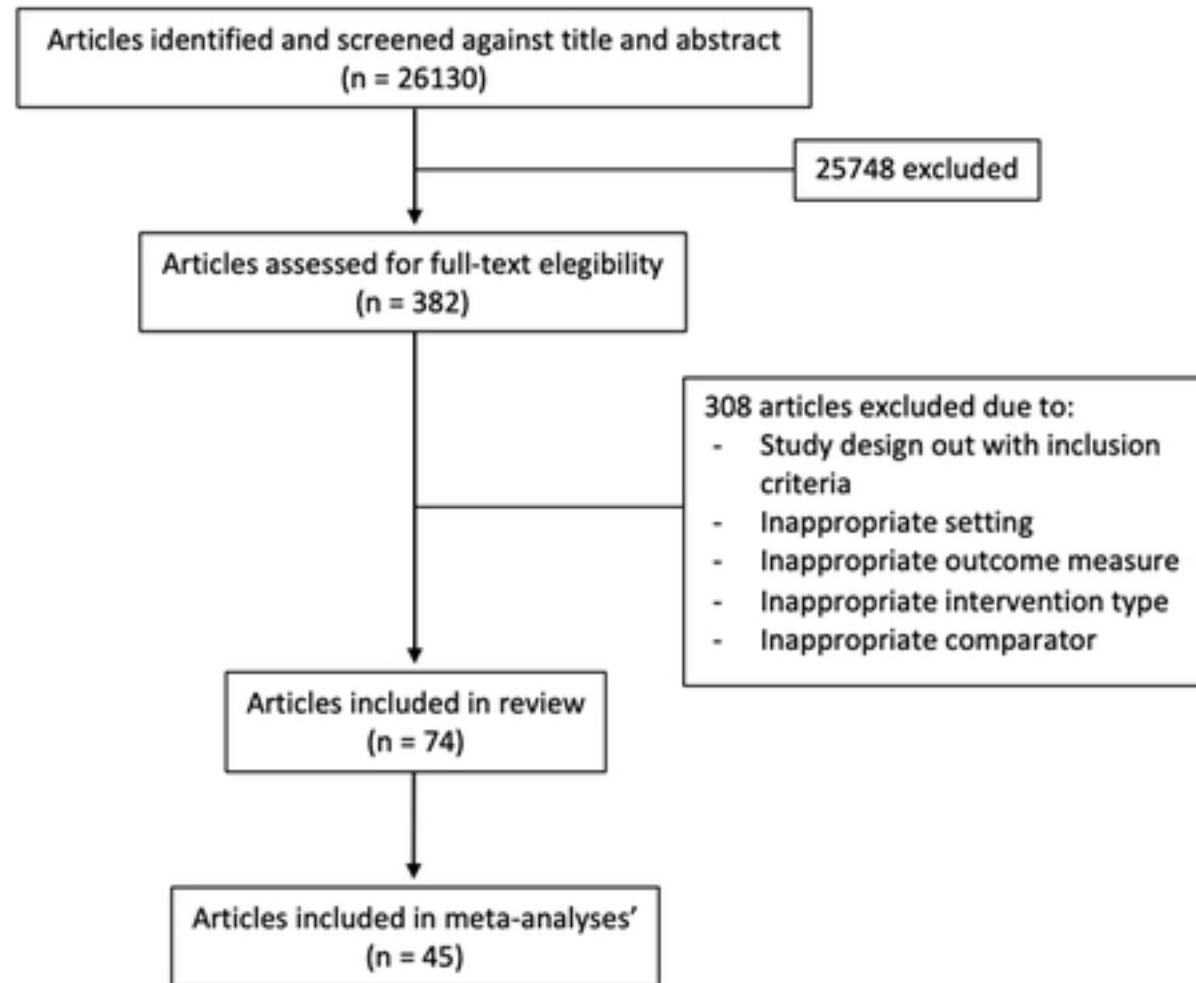 Articles identified and screened against title and abstract
(n = 26130)
25748 excluded
Articles assessed for full-text elegibility
(n = 382)
308 articles excluded due to:
- Study design out with inclusion
criteria
- Inappropriate setting
- Inappropriate outcome measure
- Inappropriate intervention type
- Inappropriate comparator
Articles included in review
(n = 74)
Articles included in meta-analyses’
(n = 45)